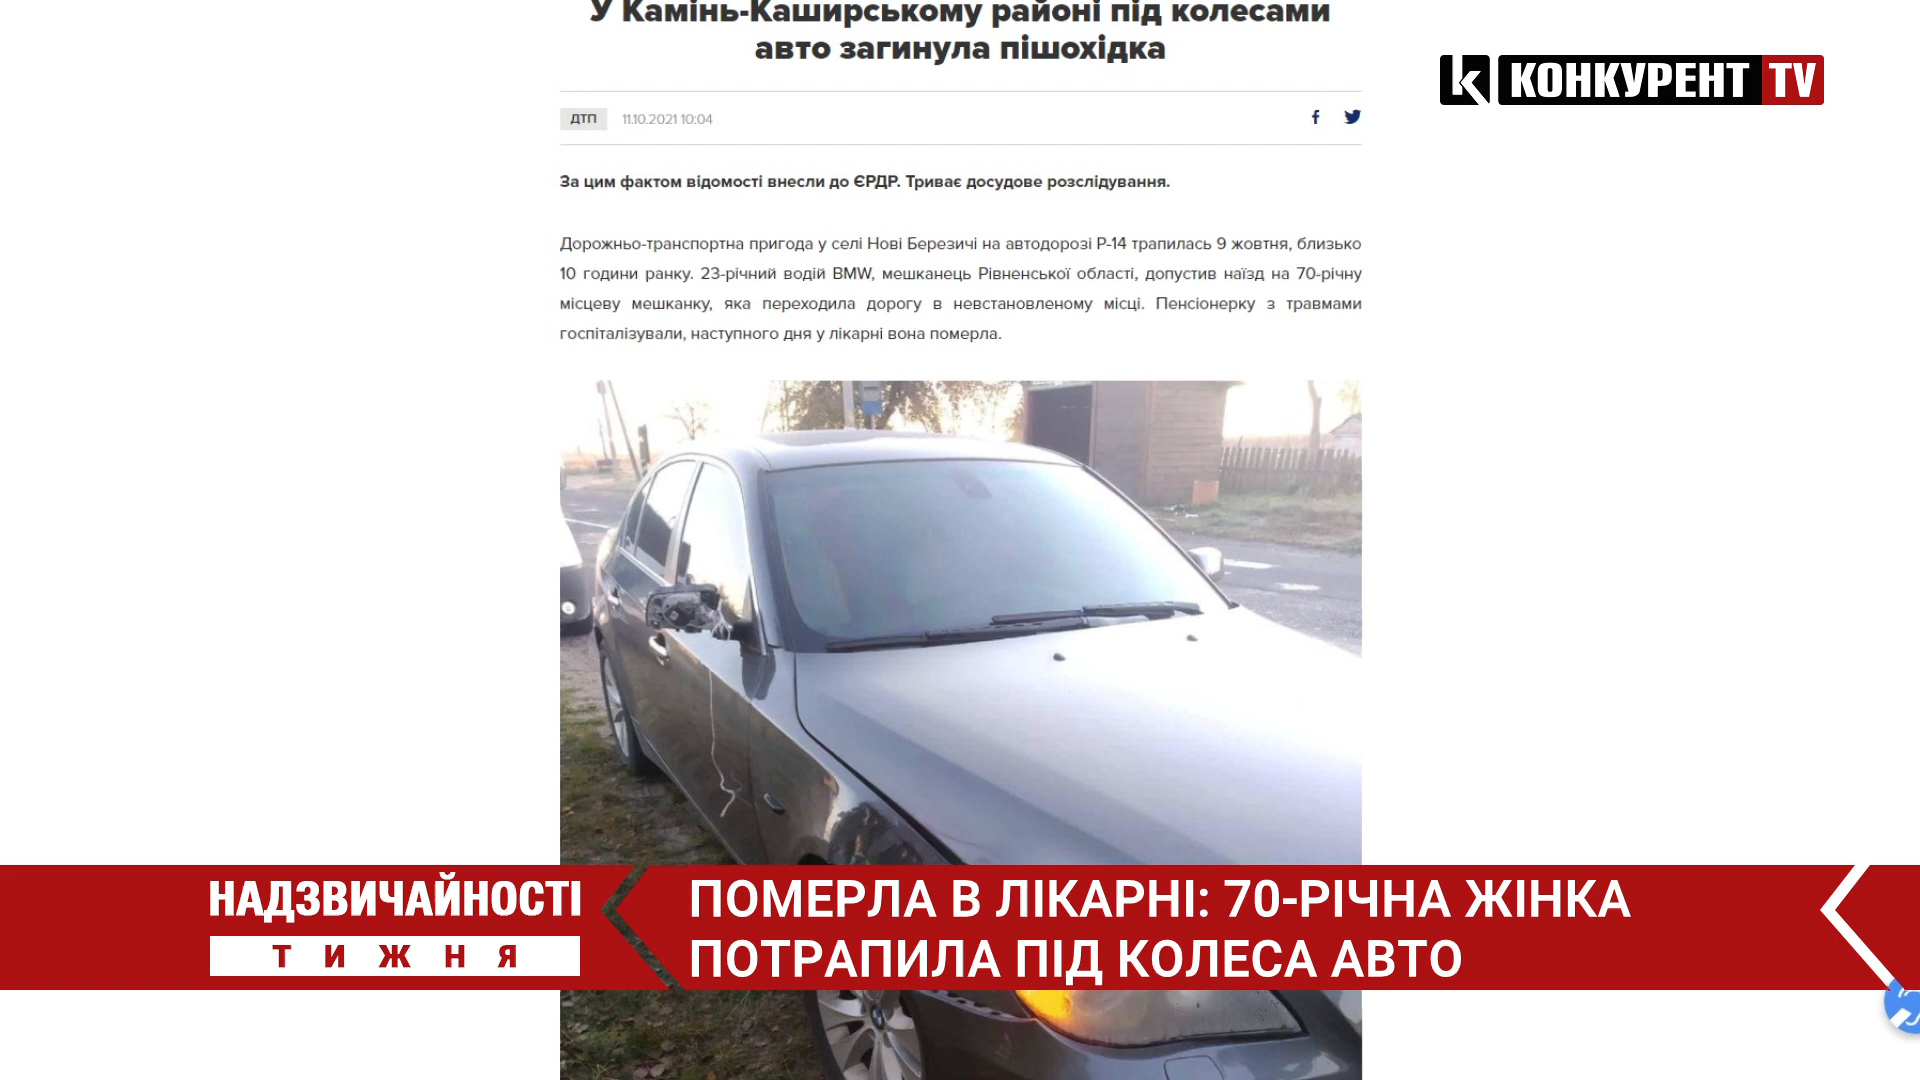 У Камінь-Каширському районі під колесами
авто загинула пішохідка
КОНКУРЕНТ TV
ДТП 11.10.2021 10:04
За цим фактом відомості внесли до ЄРДР. Триває досудове розслідування.
Дорожньо-транспортна пригода у селі Нові Березичі на автодорозі Р-14 трапилась 9 жовтня, близько
10 години ранку. 23-річний водій BMW, мешканець Рівненської області, допустив наїзд на 70-річну
місцеву мешканку, яка переходила дорогу в невстановленому місці. Пенсіонерку з травмами
госпіталізували, наступного дня у лікарні вона померла.
НАДЗВИЧАЙНОСТІ
ТИЖНЯ
ПОМЕРЛА В ЛІКАРНІ: 70-РІЧНА ЖІНКА
ПОТРАПИЛА ПІД КОЛЕСА АВТО